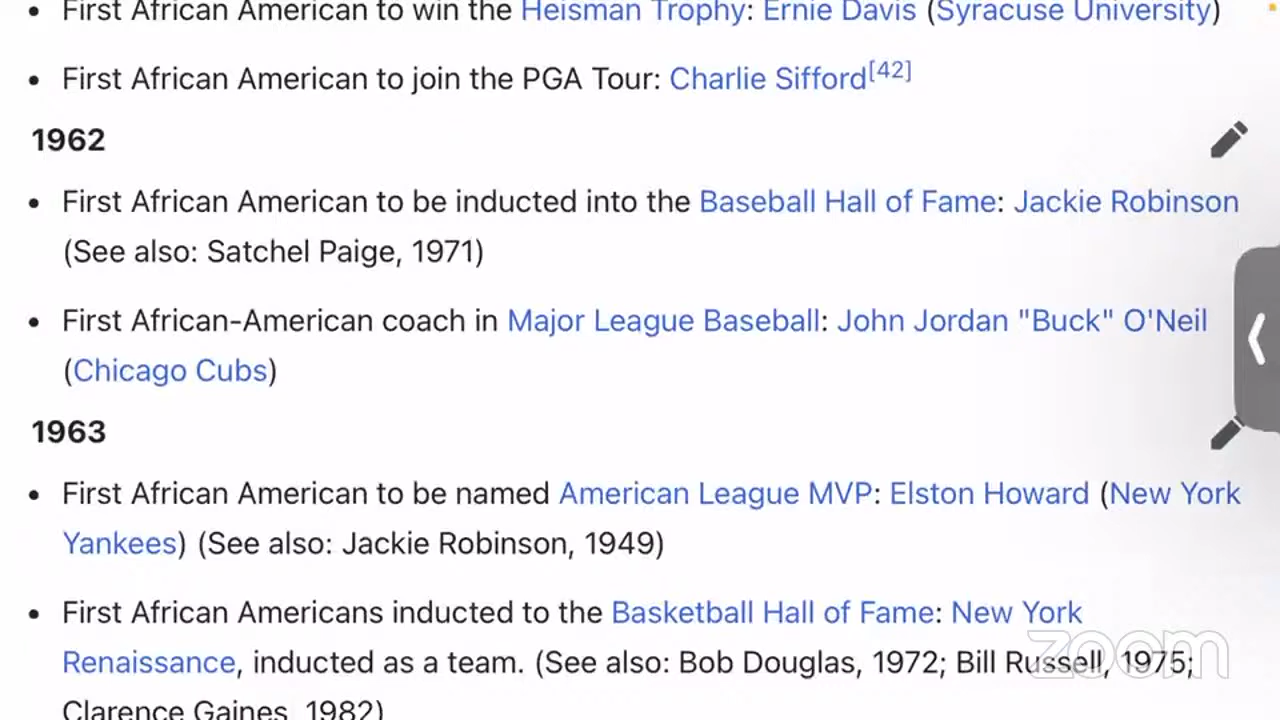 First African American to win the Heisman Trophy: Ernie Davis (Syracuse University)
• First African American to join the PGA Tour: Charlie Sifford[42]
1962
• First African American to be inducted into the Baseball Hall of Fame: Jackie Robinson
(See also: Satchel Paige, 1971)
• First African-American coach in Major League Baseball: John Jordan "Buck" O'Neil
(Chicago Cubs)
1963
• First African American to be named American League MVP: Elston Howard (New York
Yankees) (See also: Jackie Robinson, 1949)
• First African Americans inducted to the Basketball Hall of Fame: New York
Renaissance, inducted as a team. (See also: Bob Douglas, 1972; Bill Russell, 1975;
Clarence Gaines, 1982)
zoom